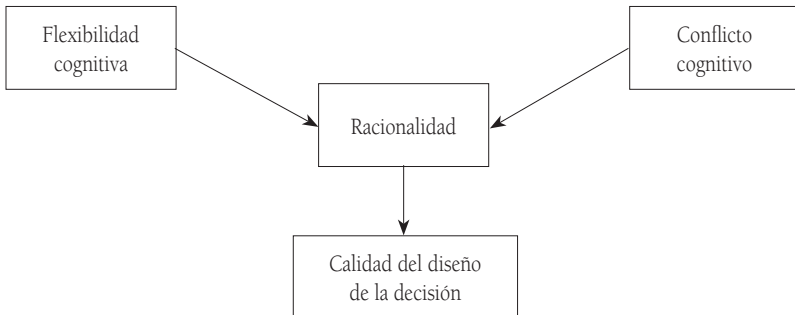 Flexibilidad
cognitiva
Conflicto
cognitivo
Racionalidad
Calidad del diseño
de la decisión